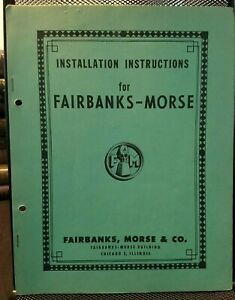 INSTALLATION INSTRUCTIONS
for
FAIRBANKS-MORSE
FAIRBANKS, MORSE & CO.
FAIRBANKS-MORSE BUILDING
CHICAGO 5, ILLINOIS